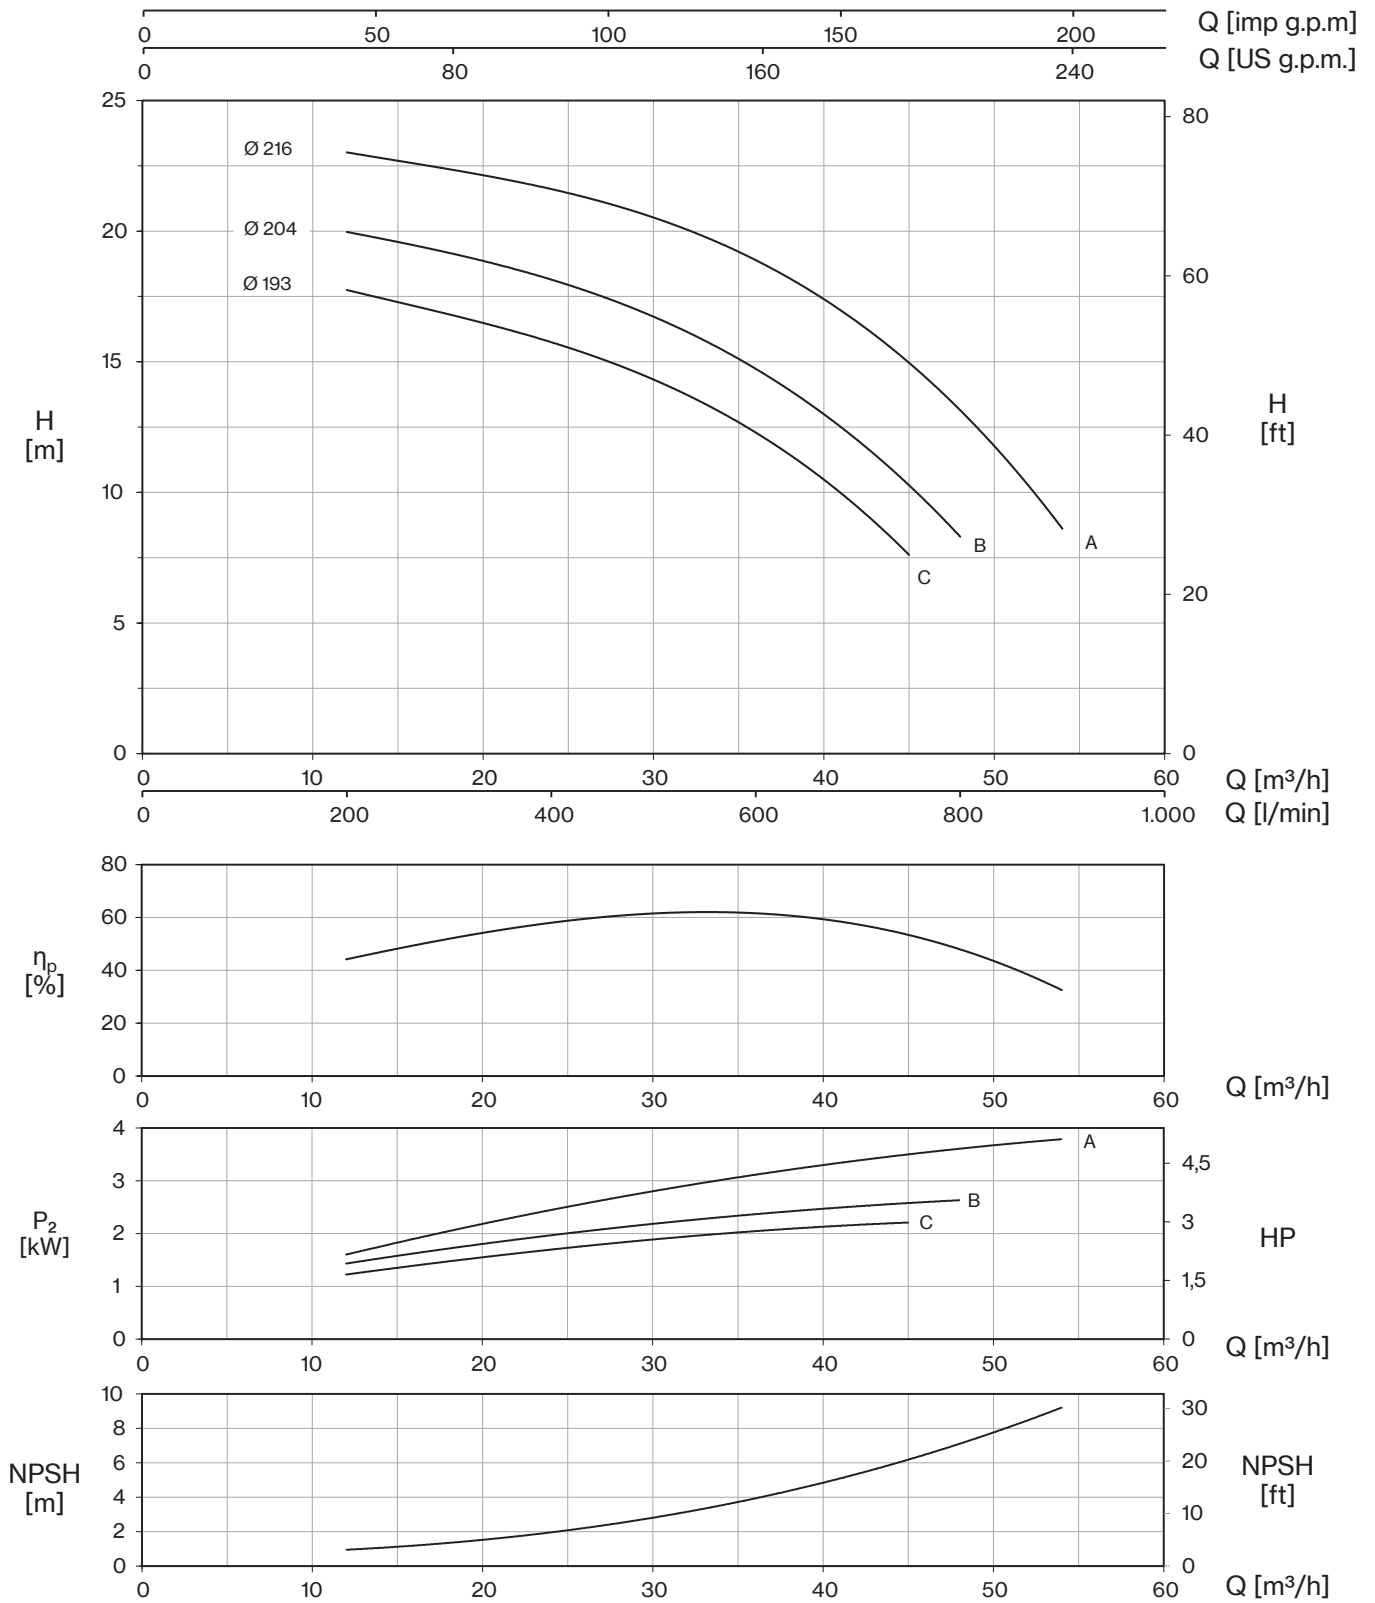 0 50 100 150 200 Q [imp g.p.m]
0 80 160 240 Q [US g.p.m.]
25 80
Ø 216
20 Ø 204
Ø 193 60
15
H
[m]
H
[ft]
40
10
B A
C
20
5
0 0
0 10 20 30 40 50 60 Q [m³/h]
0 200 400 600 800 1.000 Q [l/min]
80
60
ηp
[%]
40
20
0
0 10 20 30 40 50 60 Q [m³/h]
4 A
4,5
3
P₂
[kW]
B
C 3
2 HP
1 1,5
0 0
0 10 20 30 40 50 60 Q [m³/h]
10 30
8
6 20
NPSH
[m]
NPSH
[ft]
4 10
2
0 0
0 10 20 30 40 50 60 Q [m³/h]